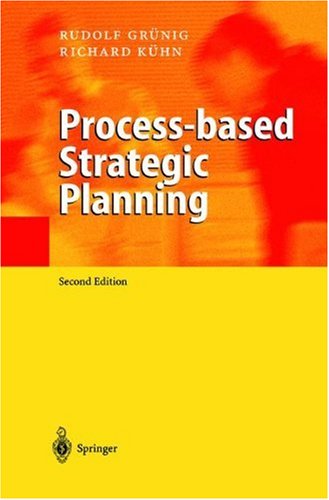 RUDOLF GRÜNIG
RICHARD KÜHN
Process-based
Strategic
Planning
Second Edition
Springer